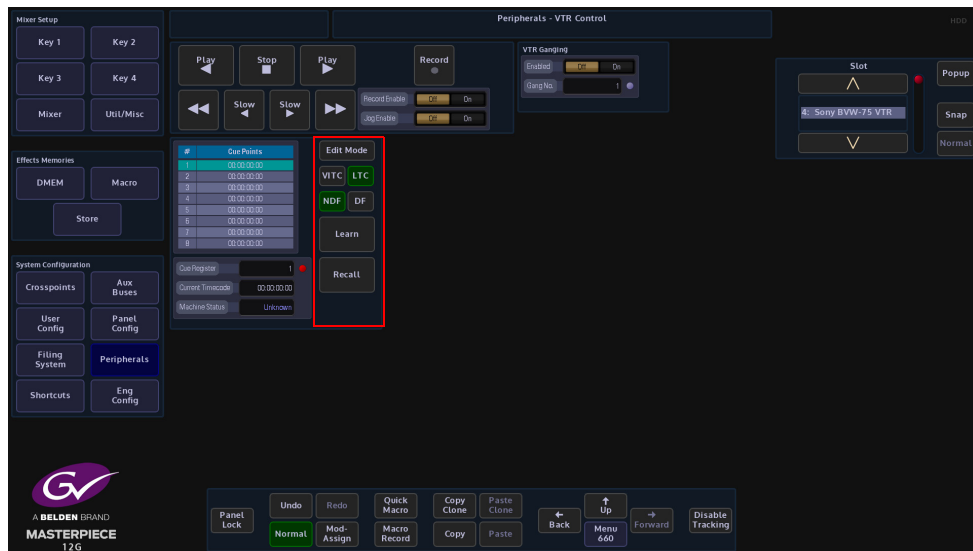 Mixer Setup
Key 1
Key 2
Key 3
Key 4
Mixer
Util/Misc
Effects Memories
DMEM
Macro
Store
System Configuration
Crosspoints
Aux
Buses
User
Config
Panel
Config
Filing
System
Peripherals
Shortcuts
Eng
Config
GV
A BELDEN BRAND
MASTERPIECE
12G
Peripherals - VTR Control
HDD
Play
Stop
Play
Record
Slow
Slow
Record Enable Off On
Jog Enable Off On
VTR Ganging
Enabled Off On
Gang No. 1
Slot
4: Sony BVW-75 VTR
Popup
Snap
Normal
# Cue Points
1 00:00:00:00
2 00:00:00:00
3 00:00:00:00
4 00:00:00:00
5 00:00:00:00
6 00:00:00:00
7 00:00:00:00
8 00:00:00:00
Cue Register 1
Current Timecode 00:00:00:00
Machine Status Unknown
Edit Mode
VITC LTC
NDF DF
Learn
Recall
Panel
Lock
Undo
Redo
Normal
Mod-
Assign
Quick
Macro
Macro
Record
Copy
Clone
Paste
Clone
Copy
Paste
Back
Up
Menu
660
Forward
Disable
Tracking